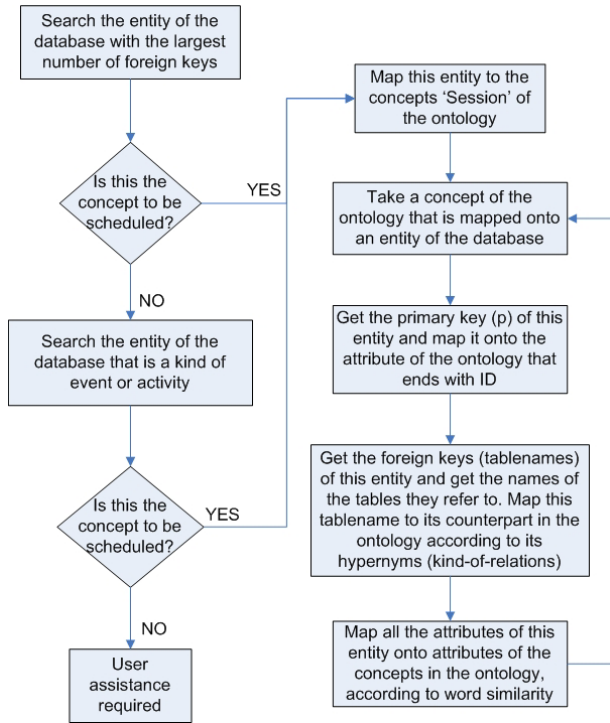 Search the entity of the
database with the largest
number of foreign keys
Is this the
concept to be
scheduled?
YES
NO
Search the entity of the
database that is a kind of
event or activity
Is this the
concept to be
scheduled?
YES
NO
User
assistance
required
Map this entity to the
concepts ‘Session’ of
the ontology
Take a concept of the
ontology that is mapped onto
an entity of the database
Get the primary key (p) of this
entity and map it onto the
attribute of the ontology that
ends with ID
Get the foreign keys (tablenames)
of this entity and get the names of
the tables they refer to. Map this
tablename to its counterpart in the
ontology according to its
hypernyms (kind-of-relations)
Map all the attributes of this
entity onto attributes of the
concepts in the ontology,
according to word similarity